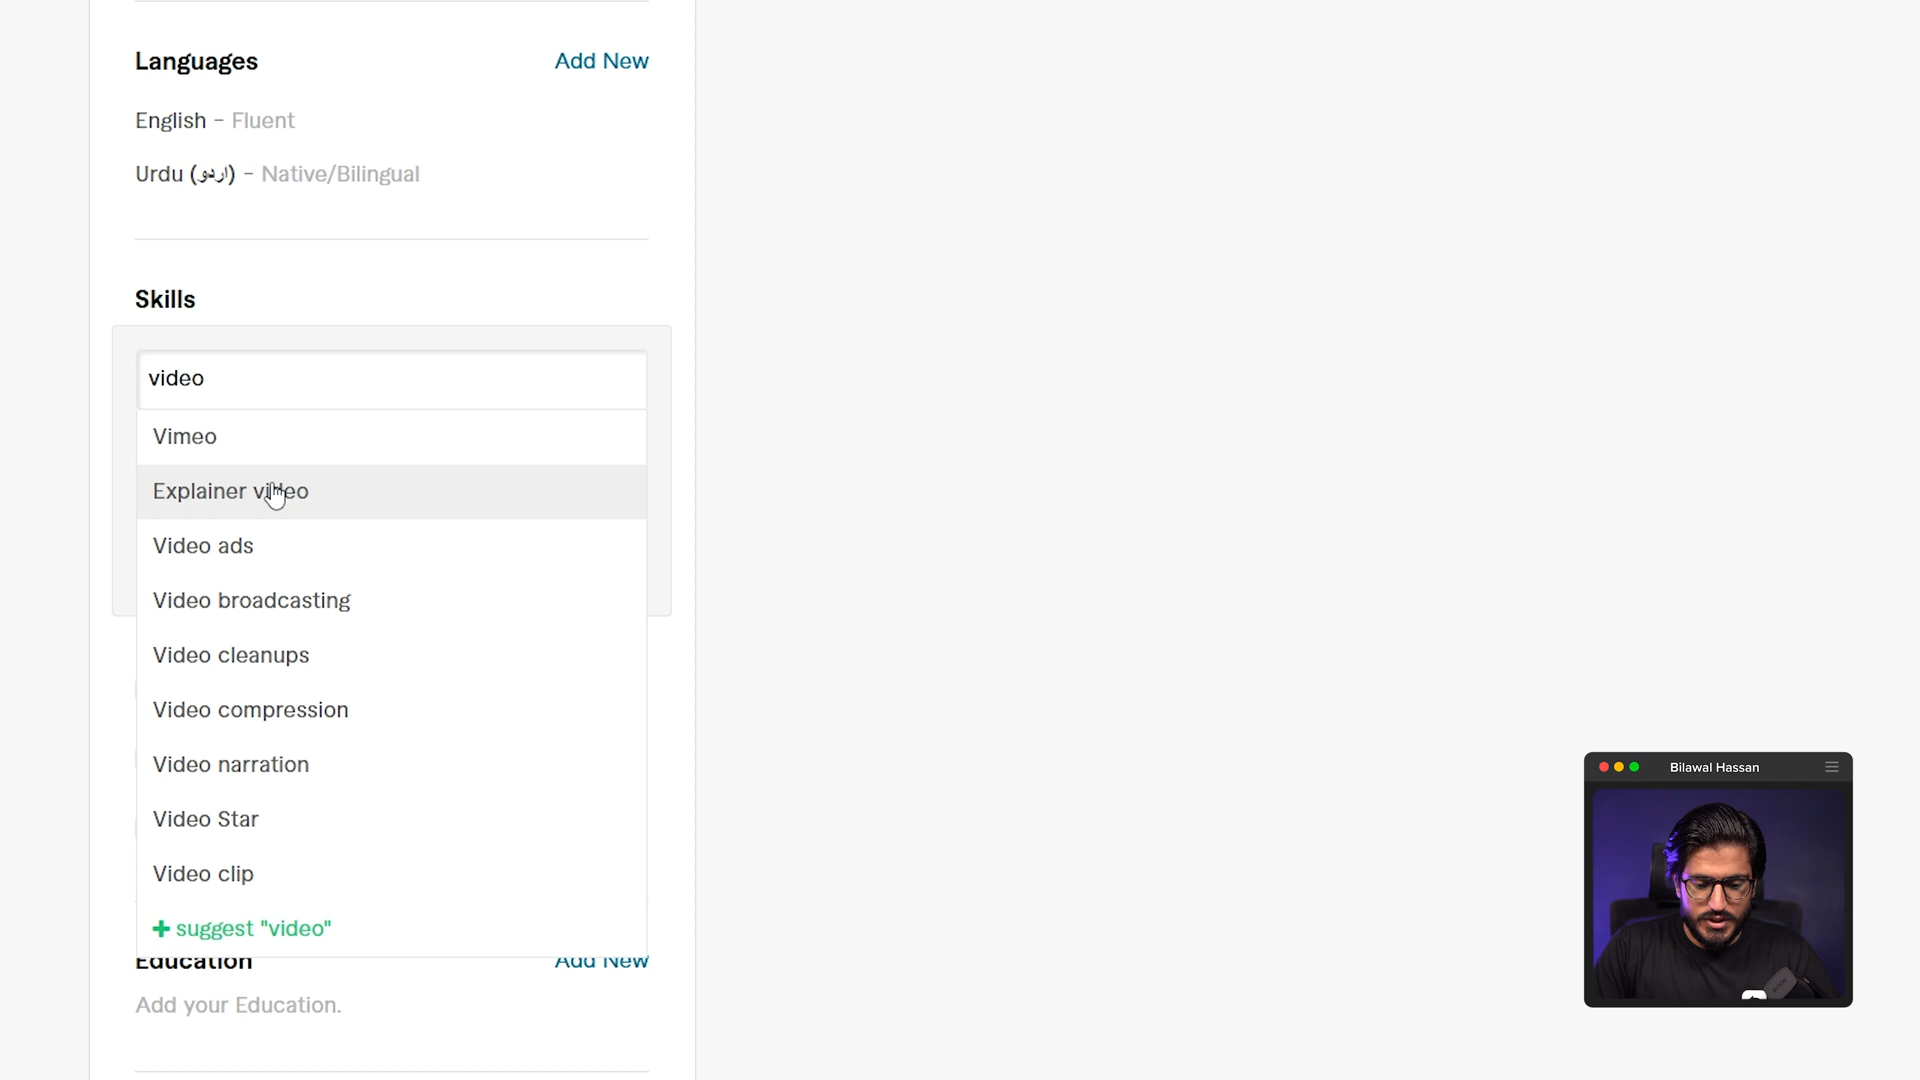 Languages Add New
English - Fluent
Urdu (اردو) - Native/Bilingual
Skills
video
Vimeo
Explainer video
Video ads
Video broadcasting
Video cleanups
Video compression
Video narration
Video Star
Video clip
+ suggest "video"
Education Add New
Add your Education.
Bilawal Hassan